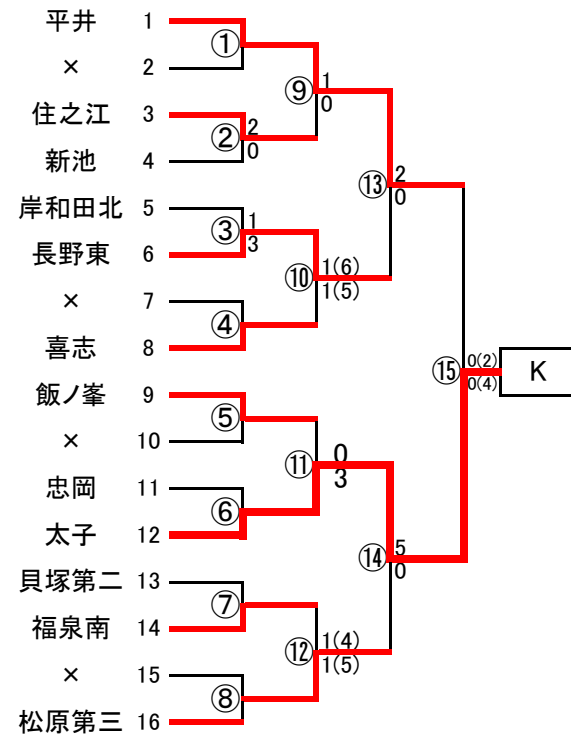 平井 1
① 
× 2
⑨ 1
0
住之江 3
② 2
0
新池 4
⑬ 2
0
岸和田北 5
③ 1
3
長野東 6
⑩ 1(6)
1(5)
× 7
④
喜志 8
⑮ 0(2)
0(4)
K
飯ノ峯 9
⑤
× 10
⑪ 0
3
忠岡 11
⑥
太子 12
⑭ 5
0
貝塚第二 13
⑦
福泉南 14
⑫ 1(4)
1(5)
× 15
⑧
松原第三 16